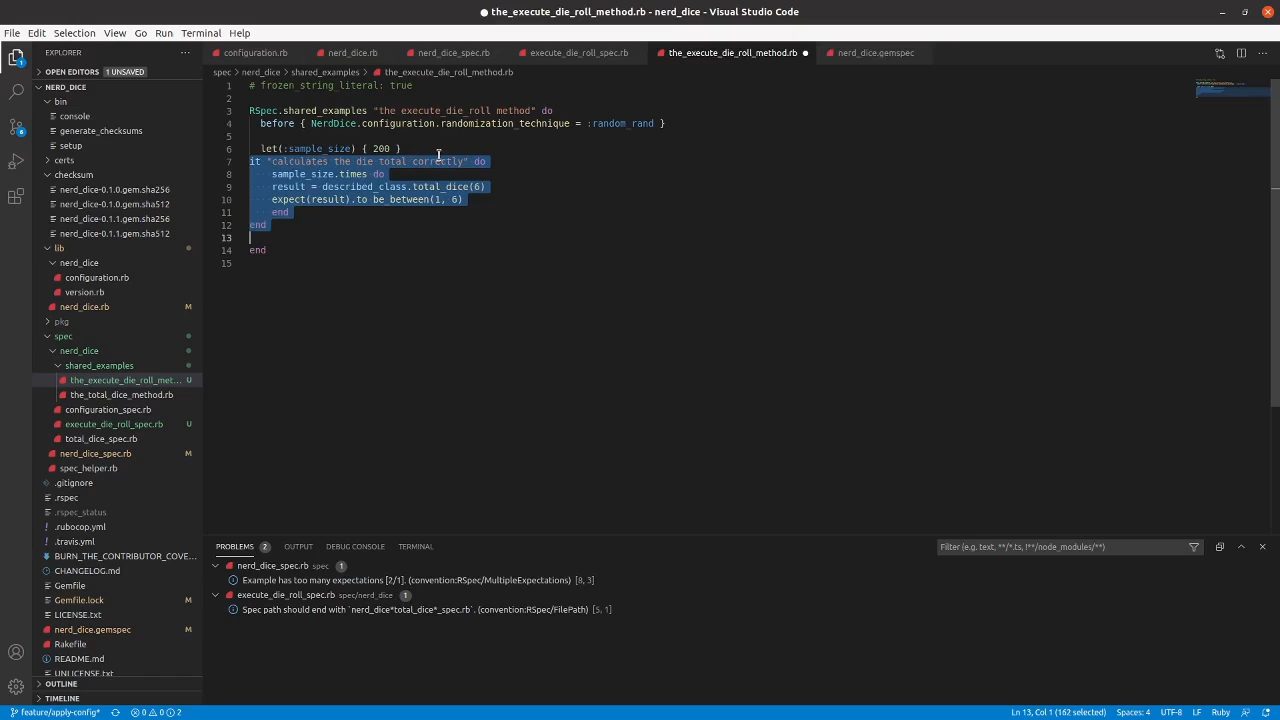 ● the_execute_die_roll_method.rb - nerd_dice - Visual Studio Code
File Edit Selection View Go Run Terminal Help
EXPLORER
configuration.rb nerd_dice.rb nerd_dice_spec.rb execute_die_roll_spec.rb the_execute_die_roll_method.rb ● nerd_dice.gemspec
OPEN EDITORS 1 UNSAVED
spec > nerd_dice > shared_examples > the_execute_die_roll_method.rb
NERD_DICE
bin
console
generate_checksums
setup
certs
checksum
nerd_dice-0.1.0.gem.sha256
nerd_dice-0.1.0.gem.sha512
nerd_dice-0.1.1.gem.sha256
nerd_dice-0.1.1.gem.sha512
lib
nerd_dice
configuration.rb
version.rb
nerd_dice.rb M
pkg
spec
nerd_dice
shared_examples
the_execute_die_roll_met... U
the_total_dice_method.rb
configuration_spec.rb
execute_die_roll_spec.rb U
total_dice_spec.rb
nerd_dice_spec.rb M
spec_helper.rb
.gitignore
.rspec
.rspec_status
.rubocop.yml
.travis.yml
BURN_THE_CONTRIBUTOR_COVE...
CHANGELOG.md
Gemfile
Gemfile.lock M
LICENSE.txt
nerd_dice.gemspec M
Rakefile
README.md
UNLICENSE.txt
OUTLINE
TIMELINE
1 # frozen_string_literal: true
2
3 RSpec.shared_examples "the execute_die_roll method" do
4 before { NerdDice.configuration.randomization_technique = :random_rand }
5
6 let(:sample_size) { 200 }
7 it "calculates the die total correctly" do
8 sample_size.times do
9 result = described_class.total_dice(6)
10 expect(result).to be_between(1, 6)
11 end
12 end
13
14 end
15
PROBLEMS 2 OUTPUT DEBUG CONSOLE TERMINAL
Filter (e.g. text, **/*.ts, !**/node_modules/**)
nerd_dice_spec.rb spec 1
Example has too many expectations [2/1]. (convention:RSpec/MultipleExpectations) [8, 3]
execute_die_roll_spec.rb spec/nerd_dice 1
Spec path should end with `nerd_dice*total_dice*_spec.rb`. (convention:RSpec/FilePath) [5, 1]
feature/apply-config* 0 0 2
Ln 13, Col 1 (162 selected) Spaces: 4 UTF-8 LF Ruby